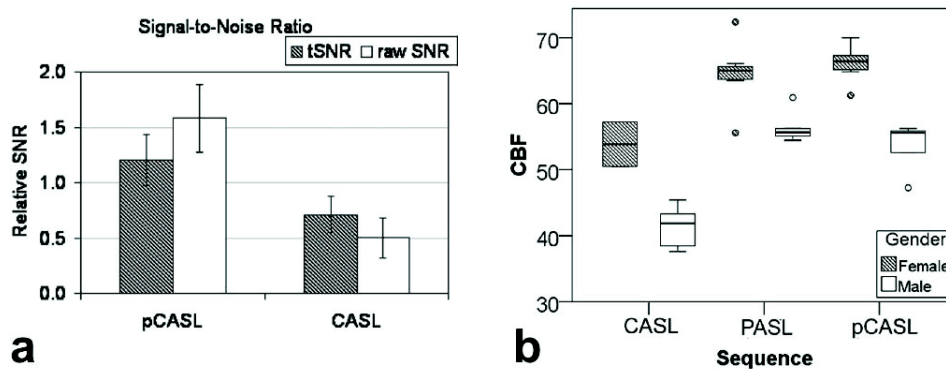 Signal-to-Noise Ratio
tSNR raw SNR
2.0
1.5
1.0
0.5
0.0
Relative SNR
pCASL CASL
a
70
60
50
40
30
CBF
Gender
Female
Male
CASL PASL pCASL
Sequence
b